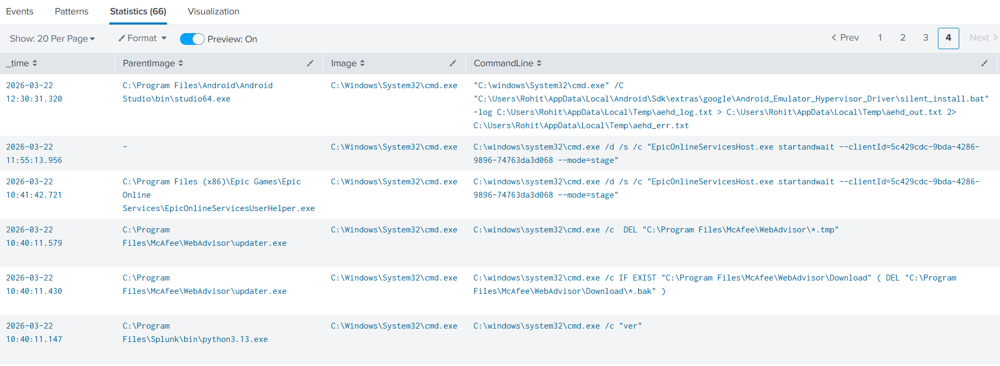 Events Patterns Statistics (66) Visualization
Show: 20 Per Page Format Preview: On Prev 1 2 3 4 Next
_time ParentImage Image CommandLine
2026-03-22 C:\Program Files\Android\Android C:\Windows\System32\cmd.exe "C:\windows\System32\cmd.exe" /C
12:30:31.320 Studio\bin\studio64.exe "C:\Users\Rohit\AppData\Local\Android\Sdk\extras\google\Android_Emulator_Hypervisor_Driver\silent_install.bat"
-log C:\Users\Rohit\AppData\Local\Temp\aehd_log.txt > C:\Users\Rohit\AppData\Local\Temp\aehd_out.txt 2>
C:\Users\Rohit\AppData\Local\Temp\aehd_err.txt
2026-03-22 - C:\Windows\System32\cmd.exe C:\windows\system32\cmd.exe /d /s /c "EpicOnlineServicesHost.exe startandwait --clientId=5c429cdc-9bda-4286-
11:55:13.956 9896-74763da3d068 --mode=stage"
2026-03-22 C:\Program Files (x86)\Epic Games\Epic C:\Windows\System32\cmd.exe C:\windows\system32\cmd.exe /d /s /c "EpicOnlineServicesHost.exe startandwait --clientId=5c429cdc-9bda-4286-
10:41:42.721 Online 9896-74763da3d068 --mode=stage"
Services\EpicOnlineServicesUserHelper.exe
2026-03-22 C:\Program C:\Windows\System32\cmd.exe C:\windows\system32\cmd.exe /c  DEL "C:\Program Files\McAfee\WebAdvisor\*.tmp"
10:40:11.579 Files\McAfee\WebAdvisor\updater.exe
2026-03-22 C:\Program C:\Windows\System32\cmd.exe C:\windows\system32\cmd.exe /c IF EXIST "C:\Program Files\McAfee\WebAdvisor\Download" ( DEL "C:\Program
10:40:11.430 Files\McAfee\WebAdvisor\updater.exe Files\McAfee\WebAdvisor\Download\*.bak" )
2026-03-22 C:\Program C:\Windows\System32\cmd.exe C:\windows\system32\cmd.exe /c "ver"
10:40:11.147 Files\Splunk\bin\python3.13.exe